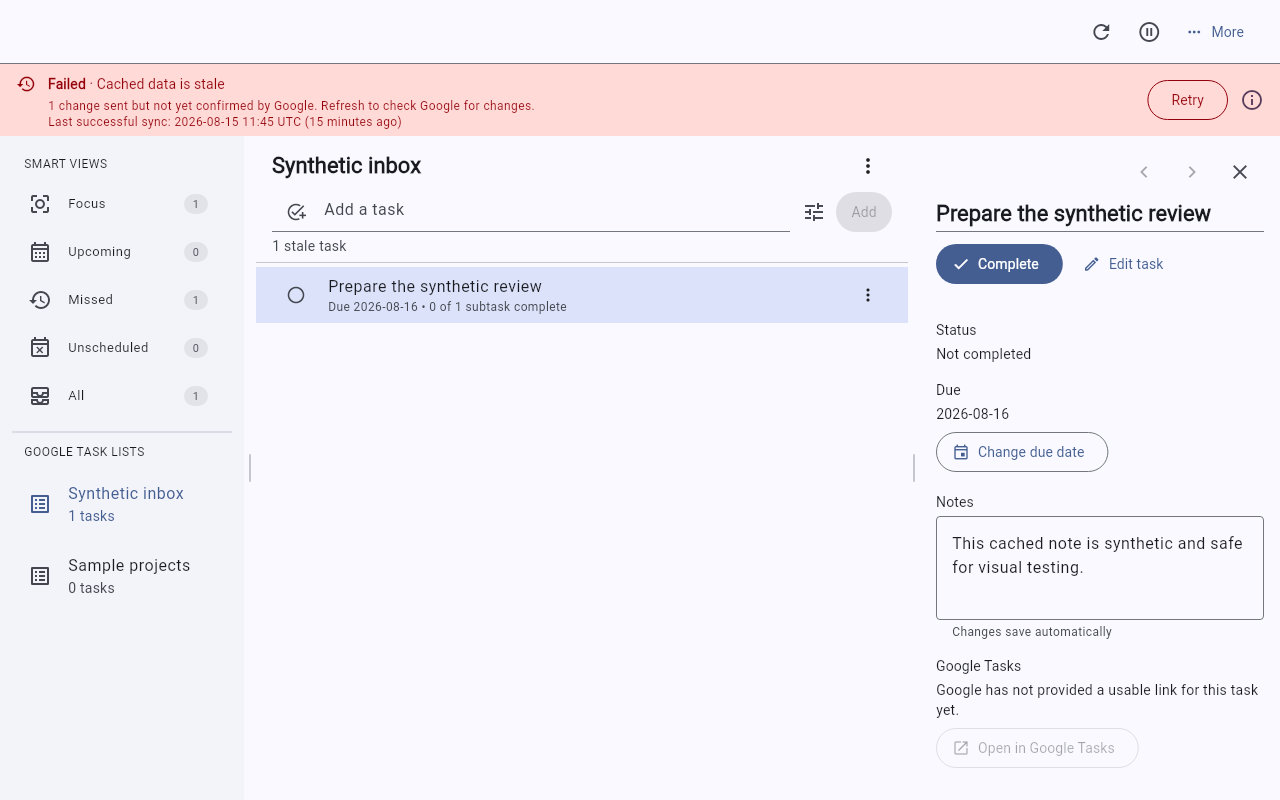 More
Failed · Cached data is stale
1 change sent but not yet confirmed by Google. Refresh to check Google for changes.
Last successful sync: 2026-08-15 11:45 UTC (15 minutes ago)
Retry
SMART VIEWS
Focus 1
Upcoming 0
Missed 1
Unscheduled 0
All 1
GOOGLE TASK LISTS
Synthetic inbox
1 tasks
Sample projects
0 tasks
Synthetic inbox
Add a task
Add
1 stale task
Prepare the synthetic review
Due 2026-08-16 • 0 of 1 subtask complete
Prepare the synthetic review
Complete
Edit task
Status
Not completed
Due
2026-08-16
Change due date
Notes
This cached note is synthetic and safe
for visual testing.
Changes save automatically
Google Tasks
Google has not provided a usable link for this task
yet.
Open in Google Tasks